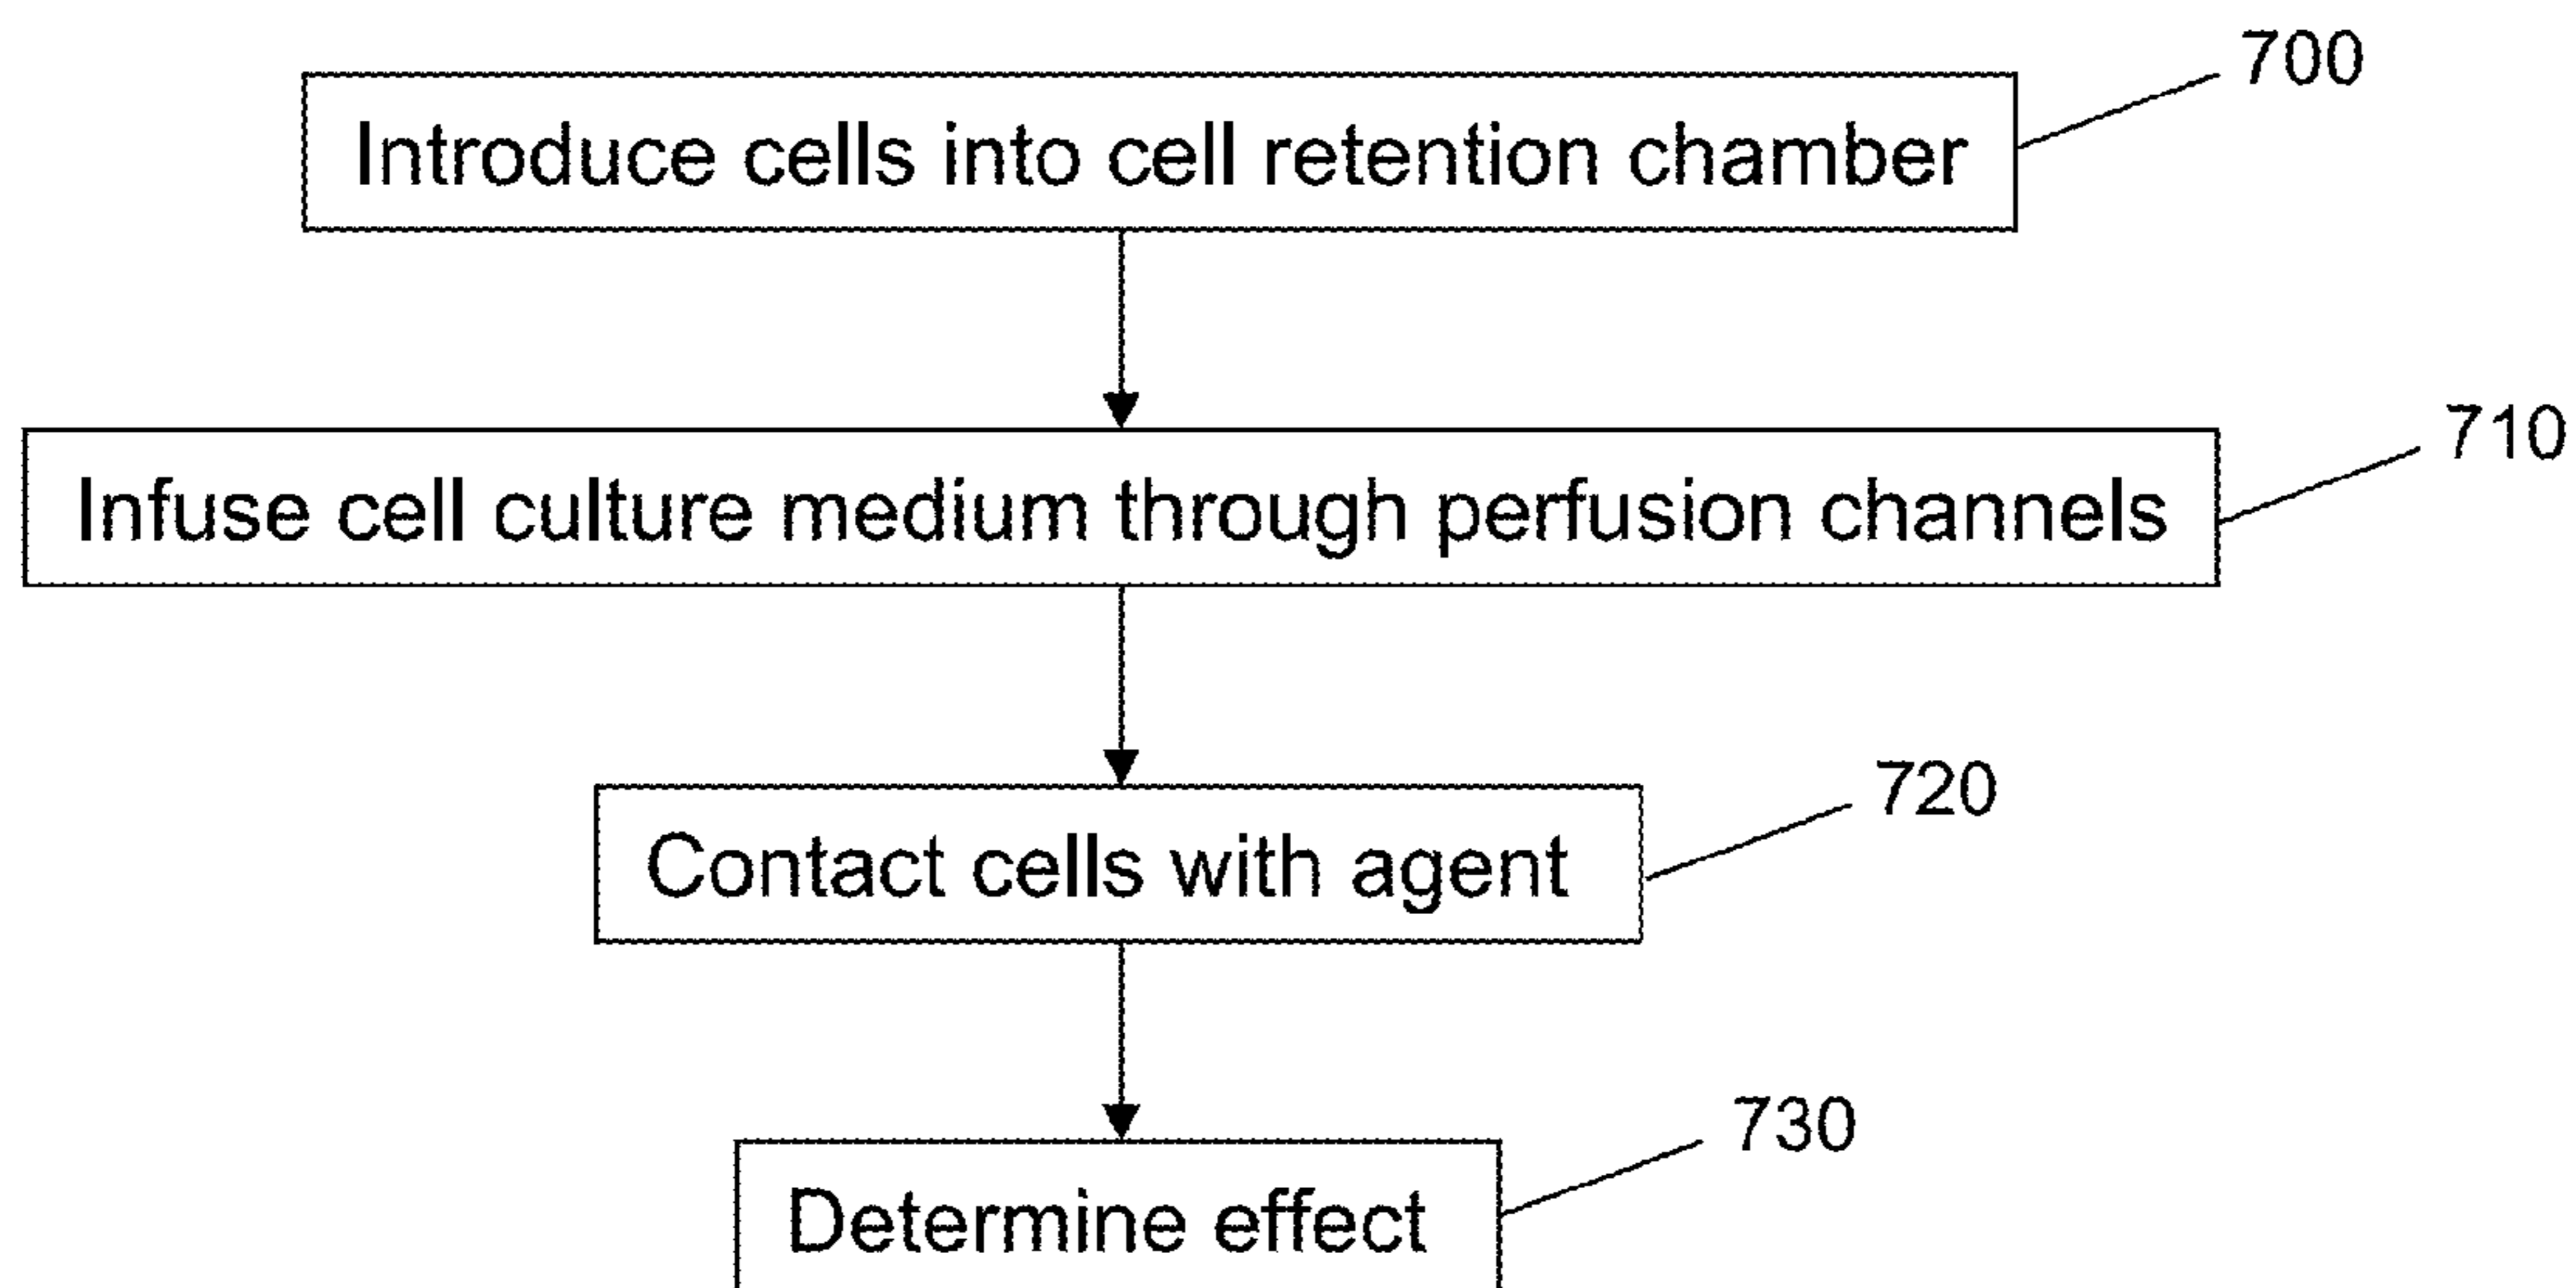 700
Introduce cells into cell retention chamber
710
Infuse cell culture medium through perfusion channels
720
Contact cells with agent
730
Determine effect